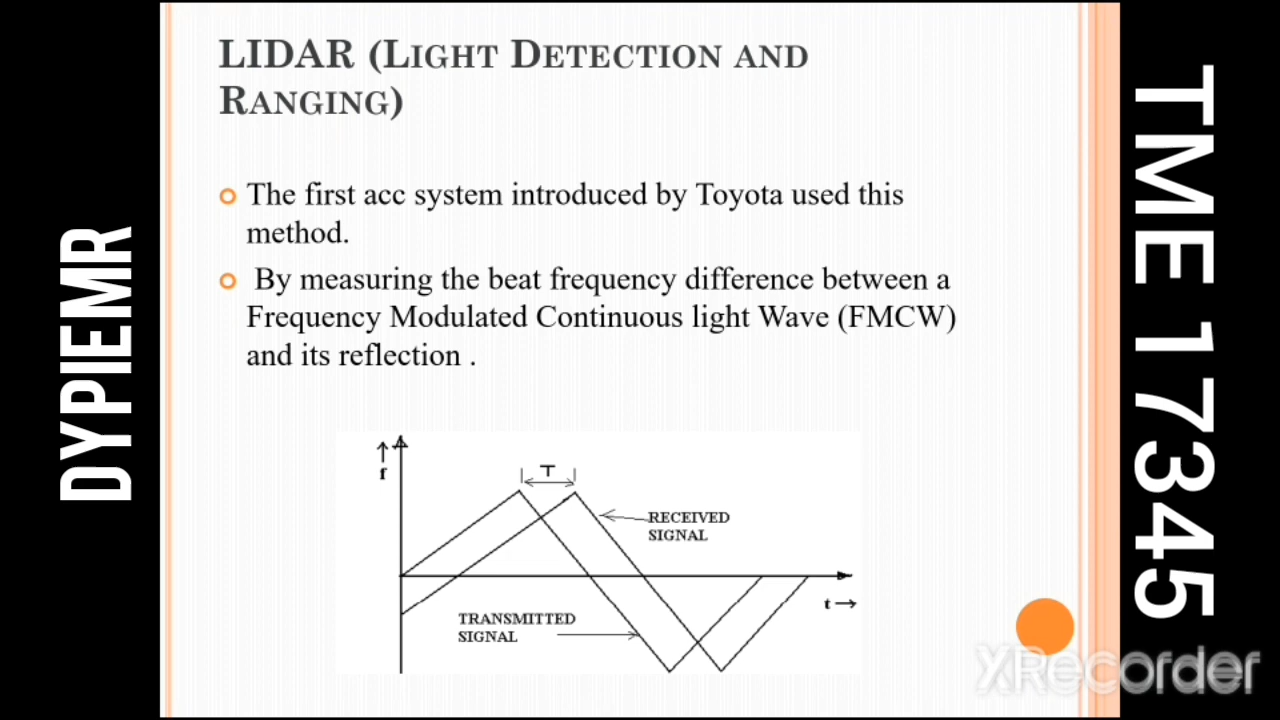 LIDAR (LIGHT DETECTION AND
RANGING)
The first acc system introduced by Toyota used this
method.
By measuring the beat frequency difference between a
Frequency Modulated Continuous light Wave (FMCW)
and its reflection .
f
T
RECEIVED
SIGNAL
TRANSMITTED
SIGNAL
t
DYPIEMR
TME 17345
XRecorder